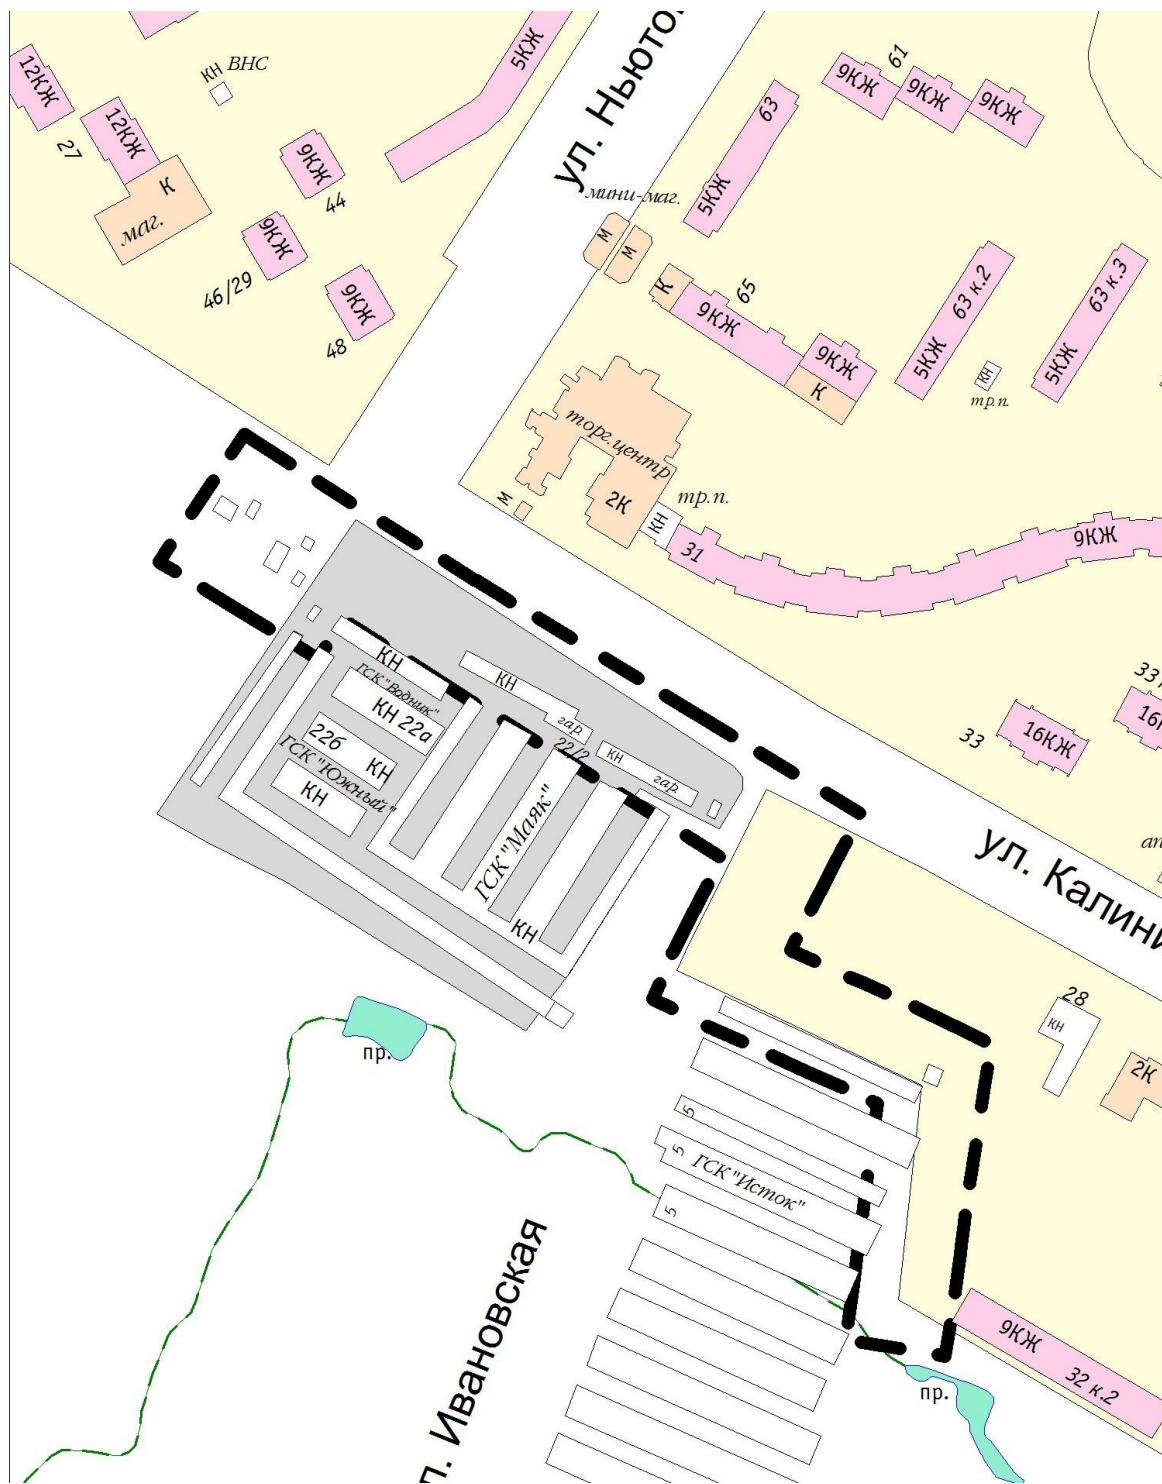 12КЖ
27
12КЖ
КН
ВНС
К
маг.
9КЖ
44
9КЖ
46/29
9КЖ
48
5КЖ
ул. Ньюто
мини-маг.
М
М
63
5КЖ
61
9КЖ
9КЖ
9КЖ
К
65
9КЖ
9КЖ
К
63 к.2
5КЖ
63 к.3
5КЖ
КН
тр.п.
торг.центр
2К
М
тр.п.
КН
31
9КЖ
33
16КЖ
33
16К
КН
ГСК "Водник"
КН 22а
22б
КН
ГСК "Южный"
КН
КН
гар.
22/2
КН
гар.
ГСК "Маяк"
КН
ул. Калини
28
КН
2К
пр.
5
5
ГСК "Исток"
5
л. Ивановская
9КЖ
32 к.2
пр.